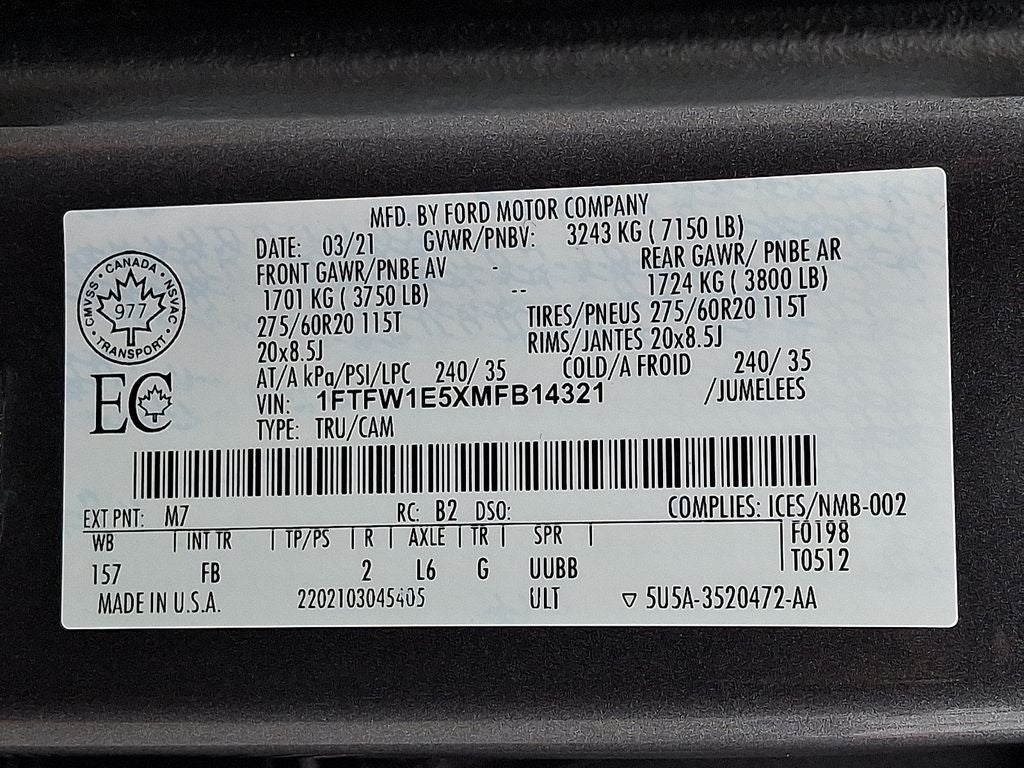 MFD. BY FORD MOTOR COMPANY
DATE: 03/21 GVWR/PNBV: 3243 KG ( 7150 LB)
FRONT GAWR/PNBE AV - REAR GAWR/ PNBE AR
1701 KG ( 3750 LB) -- 1724 KG ( 3800 LB)
275/60R20 115T TIRES/PNEUS 275/60R20 115T
20x8.5J RIMS/JANTES 20x8.5J
AT/A kPa/PSI/LPC 240/ 35 COLD/A FROID 240/ 35
VIN: 1FTFW1E5XMFB14321 /JUMELEES
TYPE: TRU/CAM
CANADA
CMVSS 977 NSVAC
TRANSPORT
EC
EXT PNT: M7 RC: B2 DSO: COMPLIES: ICES/NMB-002
WB | INT TR | TP/PS | R | AXLE | TR | SPR | F0198
157 FB 2 L6 G UUBB T0512
MADE IN U.S.A. 2202103045405 ULT ▽ 5U5A-3520472-AA